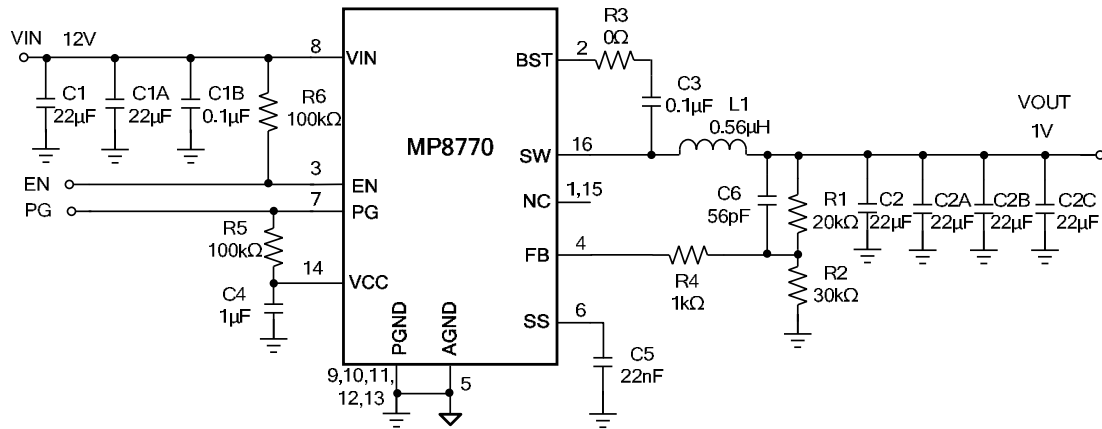 VIN 12V
C1
22µF
C1A
22µF
C1B
0.1µF
R6
100kΩ
EN
PG
R5
100kΩ
C4
1µF
8
3
7
14
VIN
EN
PG
VCC
MP8770
BST
SW
NC
FB
SS
PGND
AGND
9,10,11,
12,13
5
2
R3
0Ω
C3
0.1µF
16
L1
0.56µH
1,15
4
R4
1kΩ
6
C5
22nF
C6
56pF
R1
20kΩ
R2
30kΩ
C2
22µF
C2A
22µF
C2B
22µF
C2C
22µF
VOUT
1V